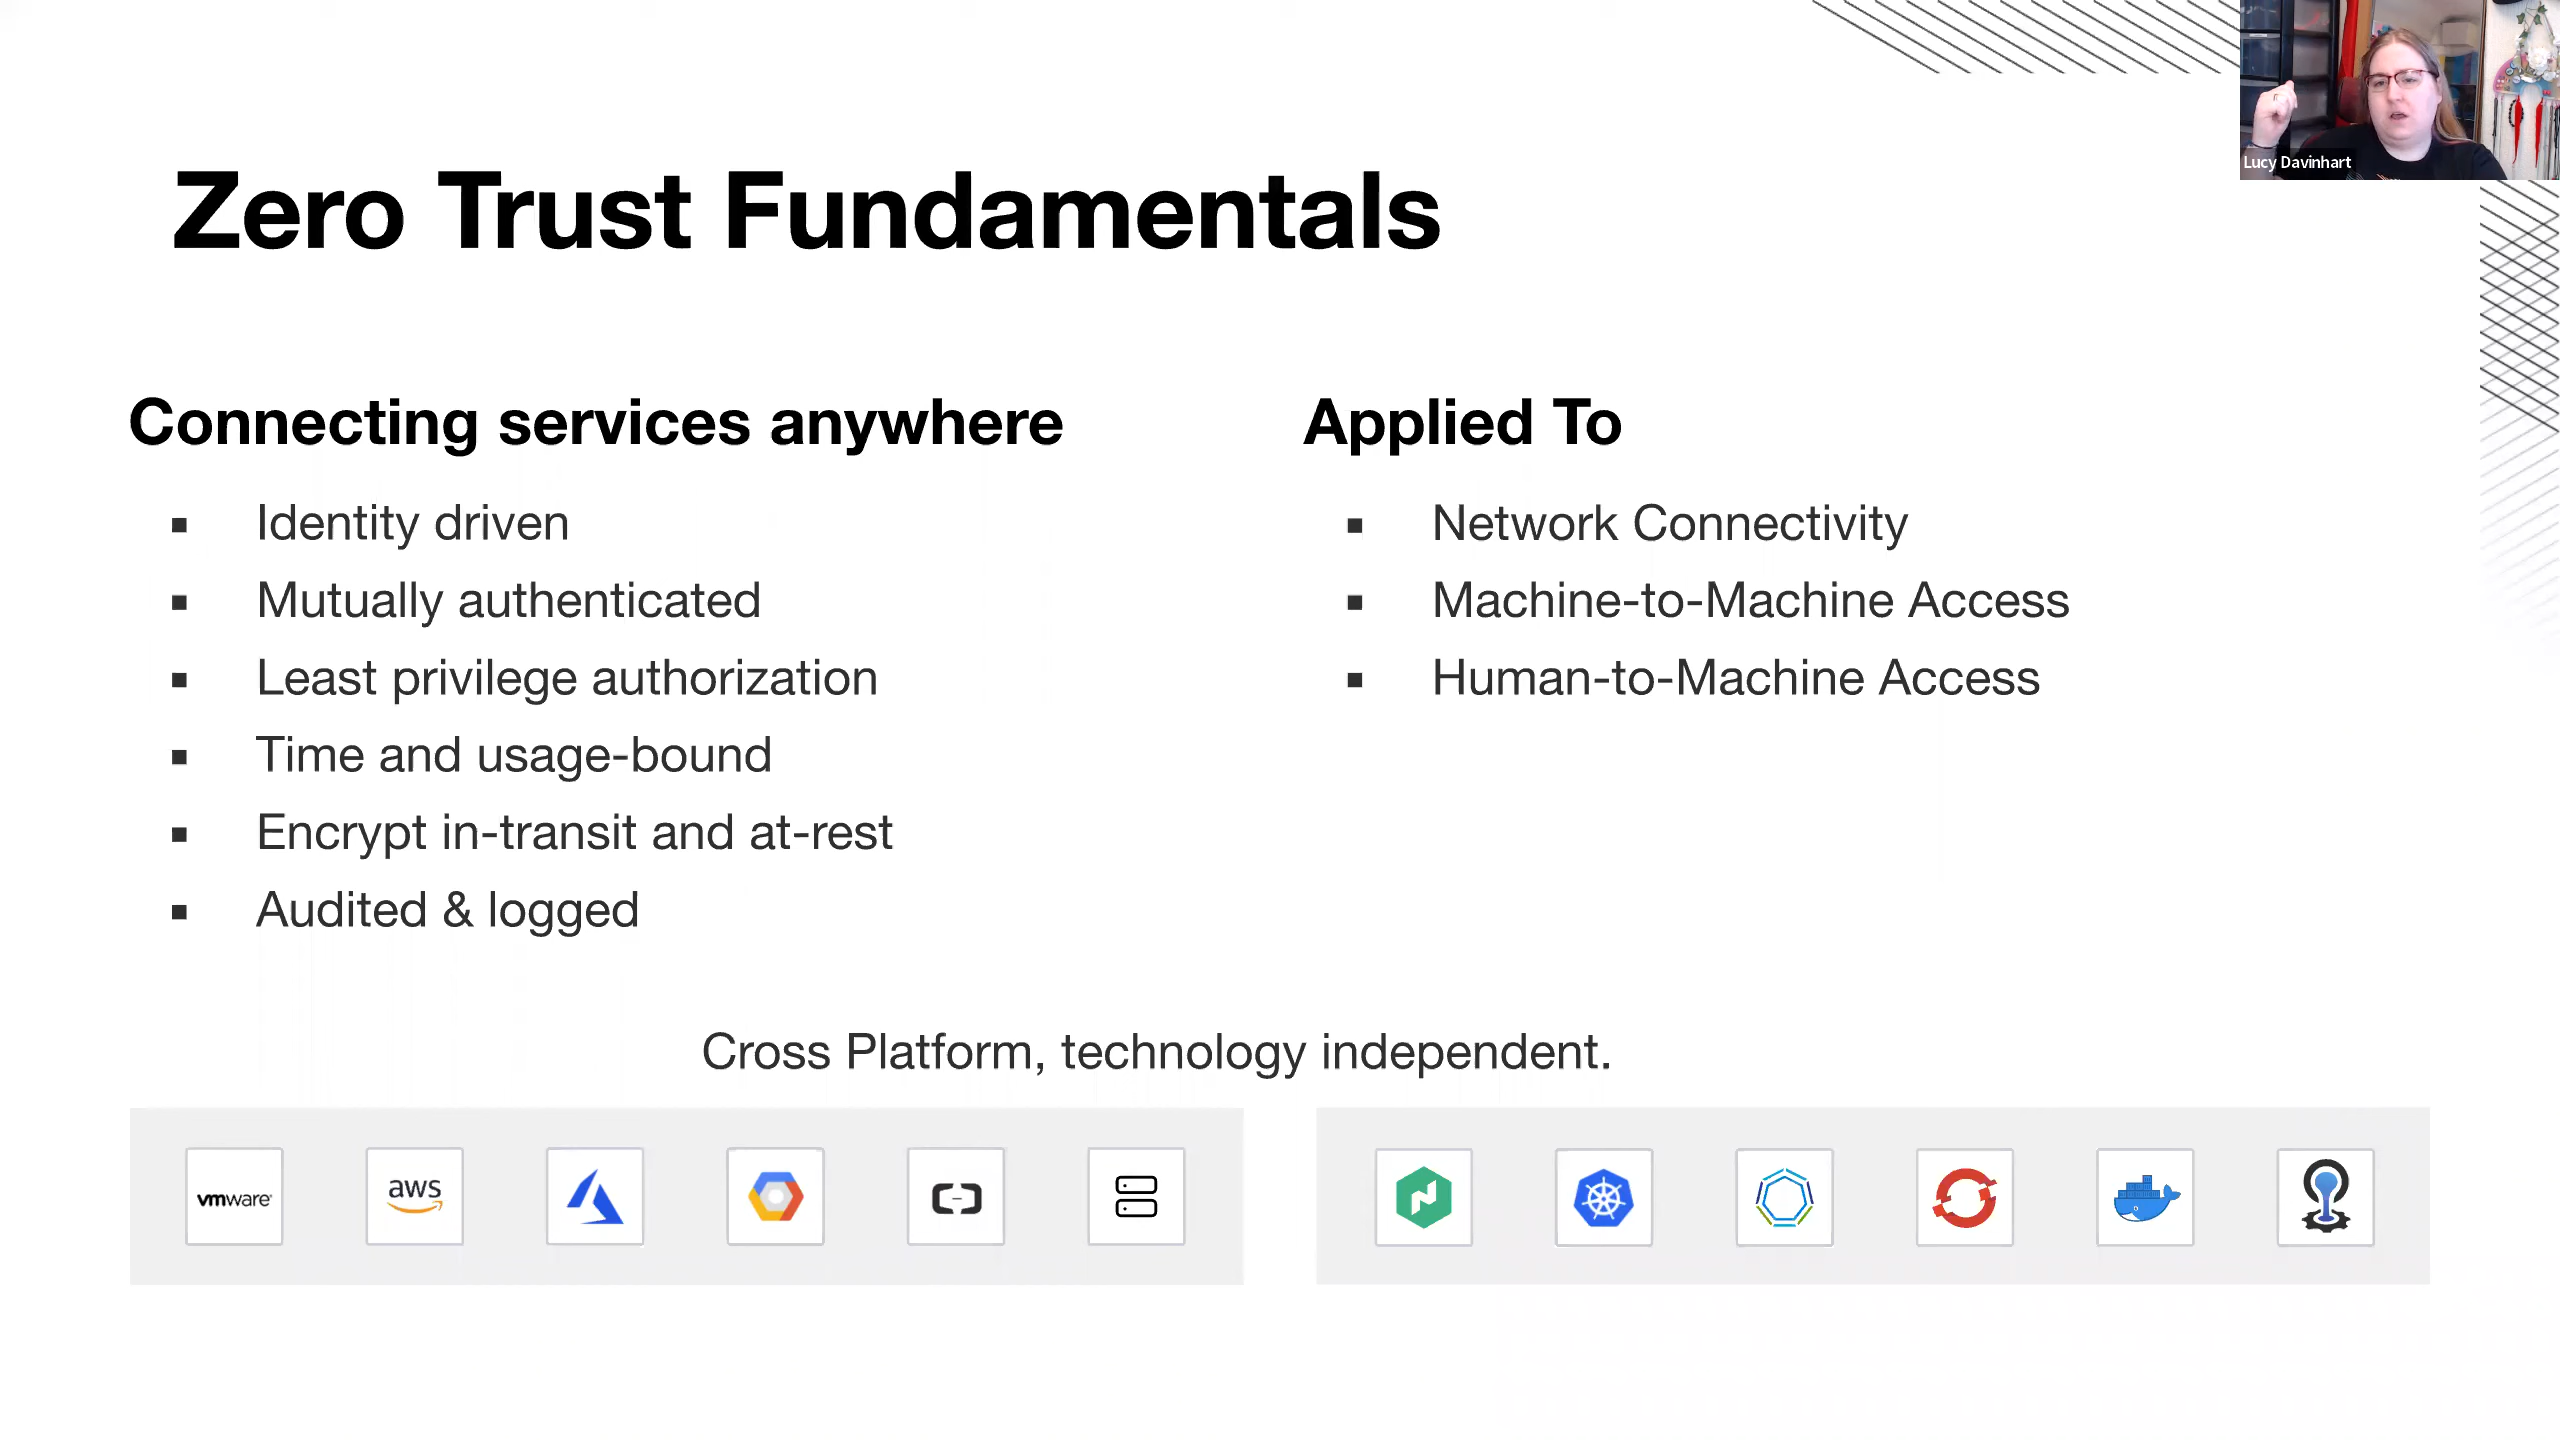 Lucy Davinhart
Zero Trust Fundamentals
Connecting services anywhere
Identity driven
Mutually authenticated
Least privilege authorization
Time and usage-bound
Encrypt in-transit and at-rest
Audited & logged
Applied To
Network Connectivity
Machine-to-Machine Access
Human-to-Machine Access
Cross Platform, technology independent.
vmware
aws